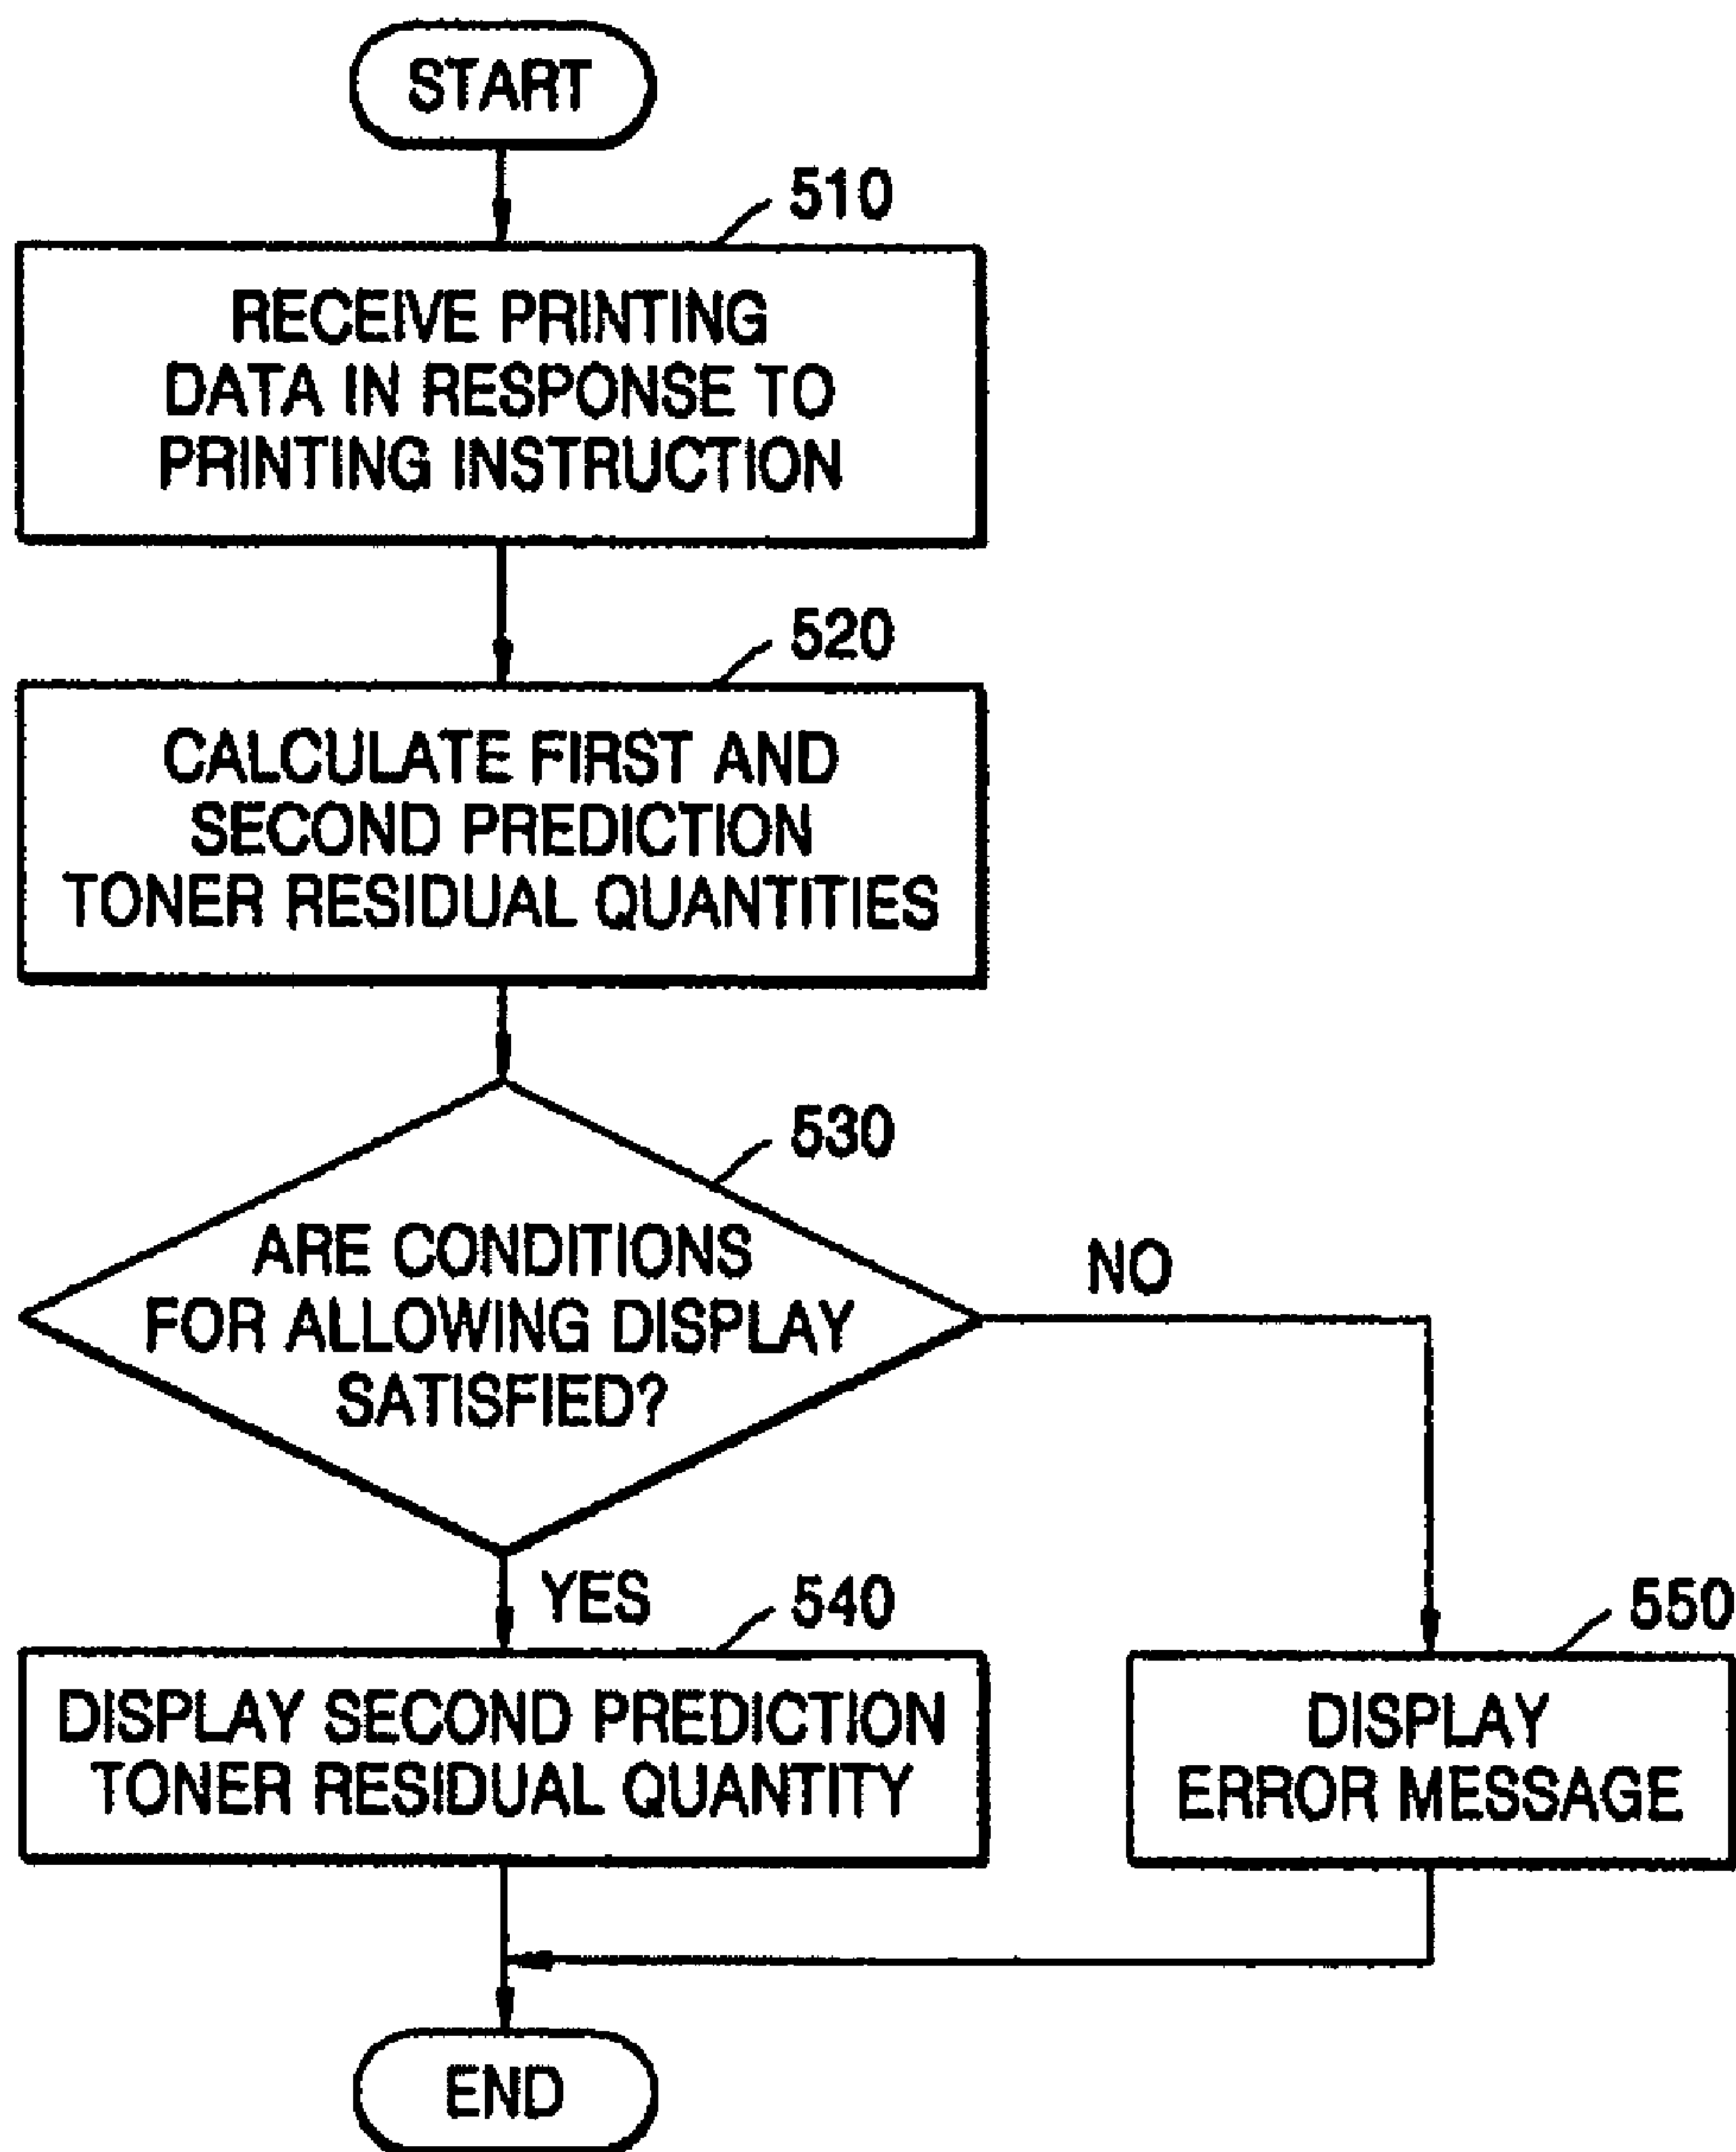 START
510
RECEIVE PRINTING
DATA IN RESPONSE TO
PRINTING INSTRUCTION
520
CALCULATE FIRST AND
SECOND PREDICTION
TONER RESIDUAL QUANTITIES
530
ARE CONDITIONS
FOR ALLOWING DISPLAY
SATISFIED?
NO
YES
540
DISPLAY SECOND PREDICTION
TONER RESIDUAL QUANTITY
550
DISPLAY
ERROR MESSAGE
END